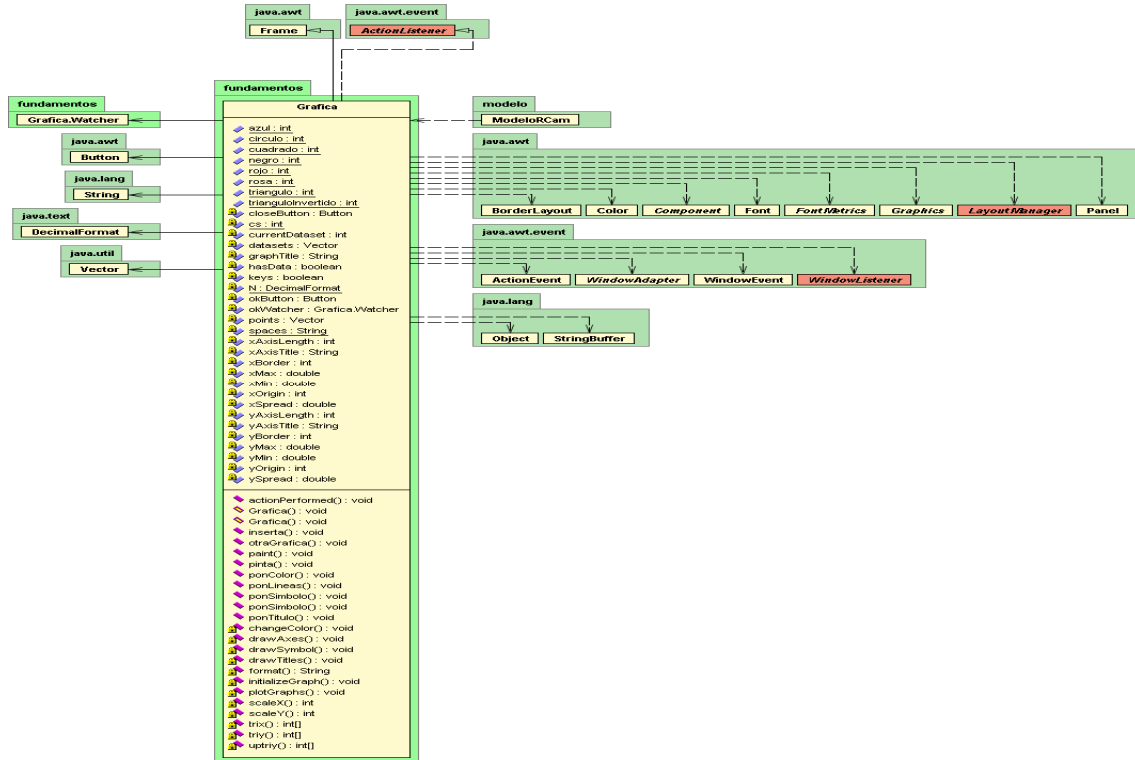 java.awt
Frame
java.awt.event
ActionListener
fundamentos
Grafica.Watcher
java.awt
Button
java.lang
String
java.text
DecimalFormat
java.util
Vector
fundamentos
Grafica
azul : int
circulo : int
cuadrado : int
negro : int
rojo : int
rosa : int
triangulo : int
trianguloInvertido : int
closeButton : Button
cs : int
currentDataset : int
datasets : Vector
graphTitle : String
hasData : boolean
keys : boolean
N : DecimalFormat
okButton : Button
okWatcher : Grafica.Watcher
points : Vector
spaces : String
xAxisLength : int
xAxisTitle : String
xBorder : int
xMax : double
xMin : double
xOrigin : int
xSpread : double
yAxisLength : int
yAxisTitle : String
yBorder : int
yMax : double
yMin : double
yOrigin : int
ySpread : double
actionPerformed() : void
Grafica() : void
Grafica() : void
inserta() : void
otraGrafica() : void
paint() : void
pinta() : void
ponColor() : void
ponLineas() : void
ponSimbolo() : void
ponSimbolo() : void
ponTitulo() : void
changeColor() : void
drawAxes() : void
drawSymbol() : void
drawTitles() : void
format() : String
initializeGraph() : void
plotGraphs() : void
scaleX() : int
scaleY() : int
trix() : int[]
triy() : int[]
uptriy() : int[]
modelo
ModeloRCam
java.awt
BorderLayout Color Component Font FontMetrics Graphics LayoutManager Panel
java.awt.event
ActionEvent WindowAdapter WindowEvent WindowListener
java.lang
Object StringBuffer